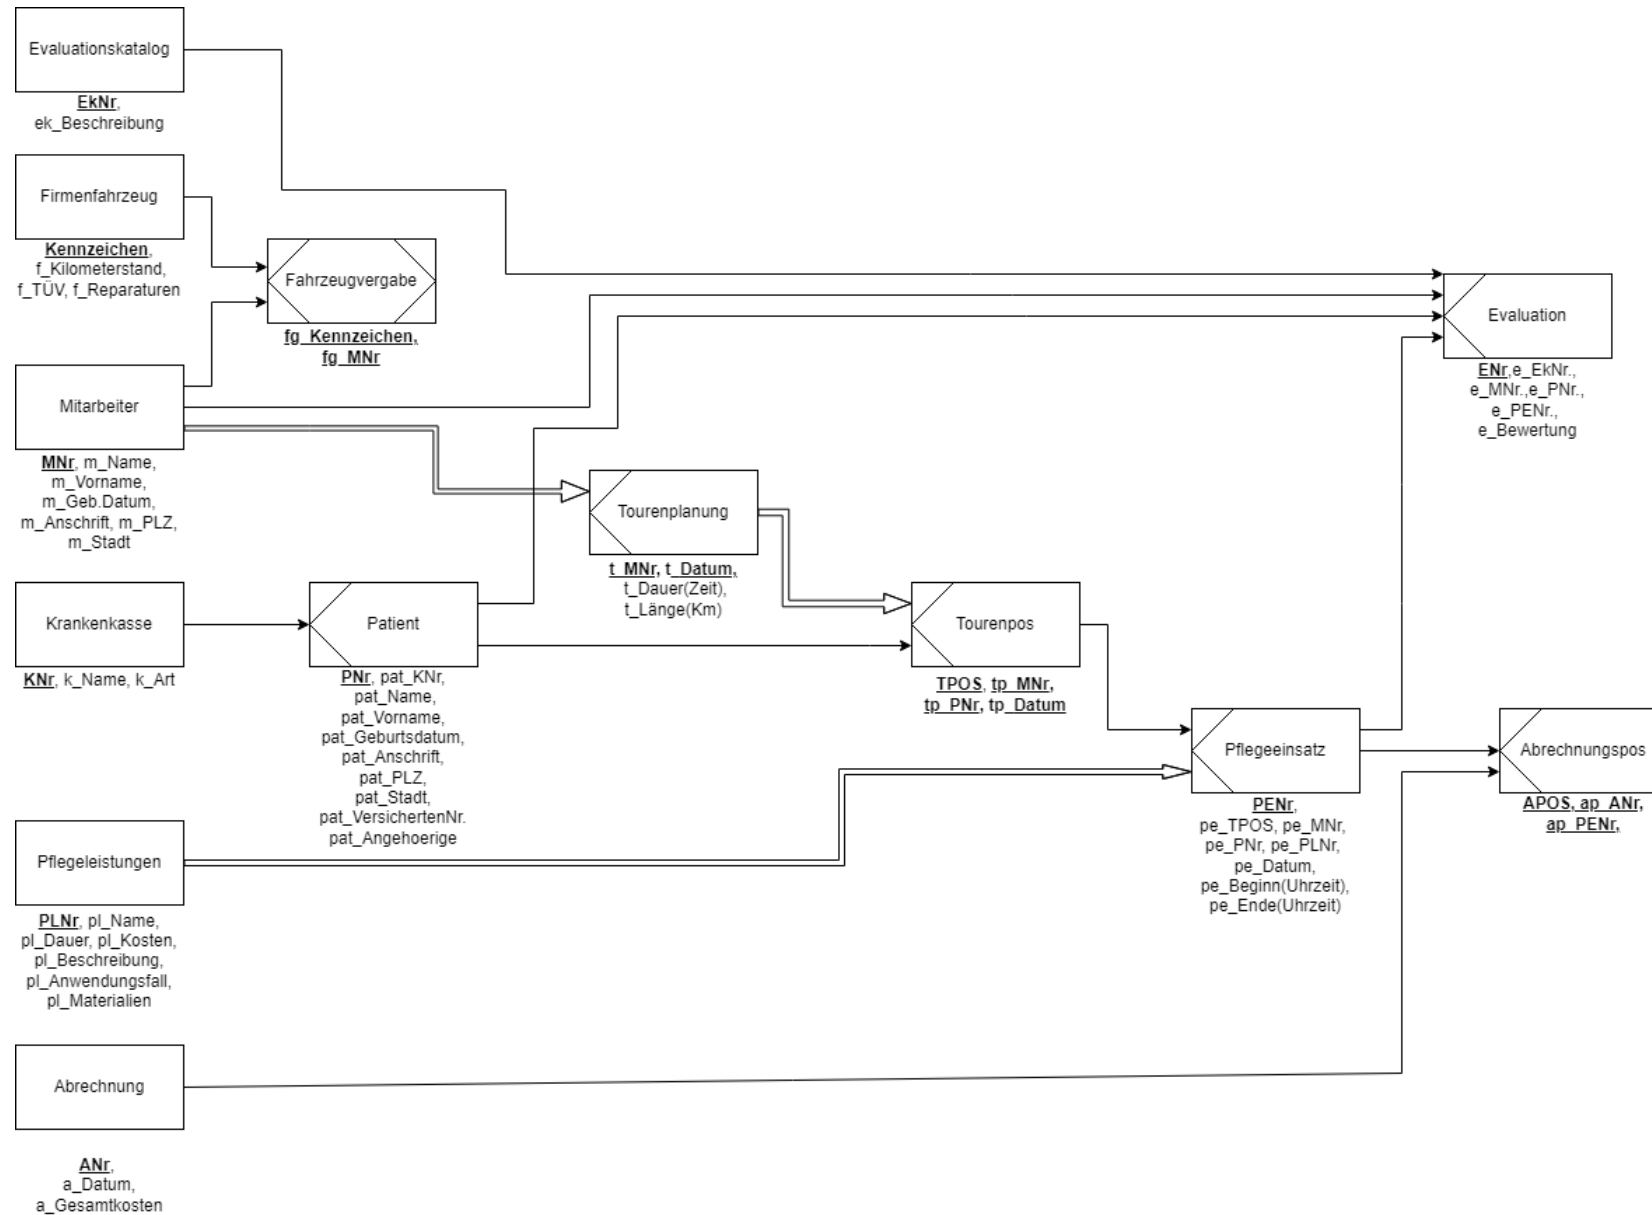 Evaluationskatalog
EkNr,
ek_Beschreibung
Firmenfahrzeug
Kennzeichen,
f_Kilometerstand,
f_TÜV, f_Reparaturen
Fahrzeugvergabe
fg_Kennzeichen,
fg_MNr
Evaluation
ENr,e_EkNr.,
e_MNr.,e_PNr.,
e_PENr.,
e_Bewertung
Mitarbeiter
MNr, m_Name,
m_Vorname,
m_Geb.Datum,
m_Anschrift, m_PLZ,
m_Stadt
Tourenplanung
t_MNr, t_Datum,
t_Dauer(Zeit),
t_Länge(Km)
Krankenkasse
KNr, k_Name, k_Art
Patient
PNr, pat_KNr,
pat_Name,
pat_Vorname,
pat_Geburtsdatum,
pat_Anschrift,
pat_PLZ,
pat_Stadt,
pat_VersichertenNr.
pat_Angehoerige
Tourenpos
TPOS, tp_MNr,
tp_PNr, tp_Datum
Pflegeeinsatz
PENr,
pe_TPOS, pe_MNr,
pe_PNr, pe_PLNr,
pe_Datum,
pe_Beginn(Uhrzeit),
pe_Ende(Uhrzeit)
Abrechnungspos
APOS, ap_ANr,
ap_PENr,
Pflegeleistungen
PLNr, pl_Name,
pl_Dauer, pl_Kosten,
pl_Beschreibung,
pl_Anwendungsfall,
pl_Materialien
Abrechnung
ANr,
a_Datum,
a_Gesamtkosten